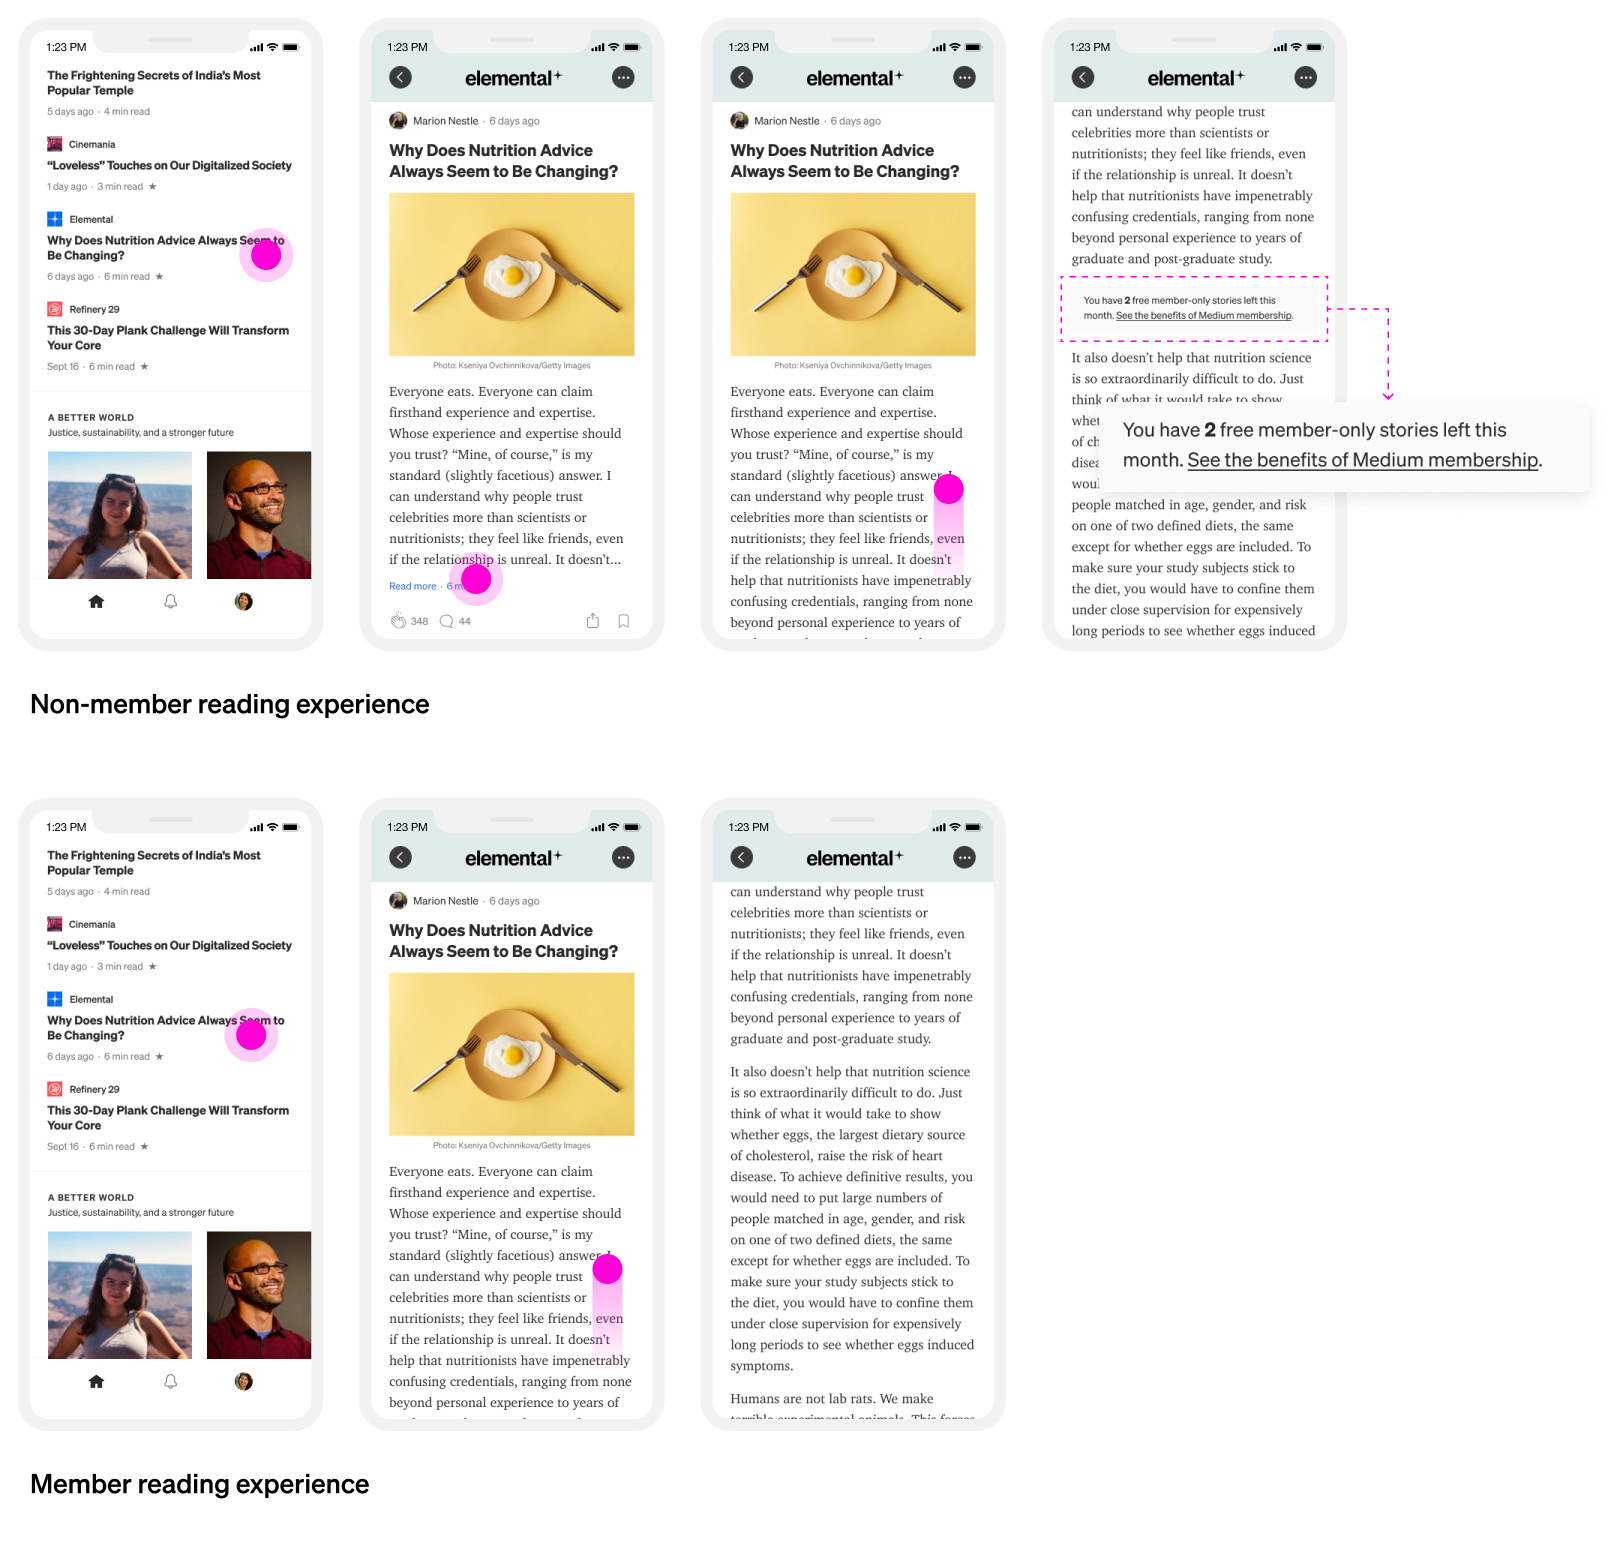 1:23 PM
The Frightening Secrets of India's Most
Popular Temple
5 days ago · 4 min read
Cinemania
“Loveless” Touches on Our Digitalized Society
1 day ago · 3 min read ★
Elemental
Why Does Nutrition Advice Always Seem to
Be Changing?
6 days ago · 6 min read ★
Refinery 29
This 30-Day Plank Challenge Will Transform
Your Core
Sept 16 · 6 min read ★
A BETTER WORLD
Justice, sustainability, and a stronger future
1:23 PM
elemental+
Marion Nestle · 6 days ago
Why Does Nutrition Advice
Always Seem to Be Changing?
Photo: Kseniya Ovchinnikova/Getty Images
Everyone eats. Everyone can claim
firsthand experience and expertise.
Whose experience and expertise should
you trust? “Mine, of course,” is my
standard (slightly facetious) answer. I
can understand why people trust
celebrities more than scientists or
nutritionists; they feel like friends, even
if the relationship is unreal. It doesn’t...
Read more · 6 m
348 44
1:23 PM
elemental+
Marion Nestle · 6 days ago
Why Does Nutrition Advice
Always Seem to Be Changing?
Photo: Kseniya Ovchinnikova/Getty Images
Everyone eats. Everyone can claim
firsthand experience and expertise.
Whose experience and expertise should
you trust? “Mine, of course,” is my
standard (slightly facetious) answer. I
can understand why people trust
celebrities more than scientists or
nutritionists; they feel like friends, even
if the relationship is unreal. It doesn’t
help that nutritionists have impenetrably
confusing credentials, ranging from none
beyond personal experience to years of
1:23 PM
elemental+
can understand why people trust
celebrities more than scientists or
nutritionists; they feel like friends, even
if the relationship is unreal. It doesn’t
help that nutritionists have impenetrably
confusing credentials, ranging from none
beyond personal experience to years of
graduate and post-graduate study.
You have 2 free member-only stories left this
month. See the benefits of Medium membership.
It also doesn’t help that nutrition science
is so extraordinarily difficult to do. Just
think of what it would take to show
whet
of ch
disea
woul
You have 2 free member-only stories left this
month. See the benefits of Medium membership.
people matched in age, gender, and risk
on one of two defined diets, the same
except for whether eggs are included. To
make sure your study subjects stick to
the diet, you would have to confine them
under close supervision for expensively
long periods to see whether eggs induced
Non-member reading experience
1:23 PM
The Frightening Secrets of India's Most
Popular Temple
5 days ago · 4 min read
Cinemania
“Loveless” Touches on Our Digitalized Society
1 day ago · 3 min read ★
Elemental
Why Does Nutrition Advice Always Seem to
Be Changing?
6 days ago · 6 min read ★
Refinery 29
This 30-Day Plank Challenge Will Transform
Your Core
Sept 16 · 6 min read ★
A BETTER WORLD
Justice, sustainability, and a stronger future
1:23 PM
elemental+
Marion Nestle · 6 days ago
Why Does Nutrition Advice
Always Seem to Be Changing?
Photo: Kseniya Ovchinnikova/Getty Images
Everyone eats. Everyone can claim
firsthand experience and expertise.
Whose experience and expertise should
you trust? “Mine, of course,” is my
standard (slightly facetious) answer. I
can understand why people trust
celebrities more than scientists or
nutritionists; they feel like friends, even
if the relationship is unreal. It doesn’t
help that nutritionists have impenetrably
confusing credentials, ranging from none
beyond personal experience to years of
1:23 PM
elemental+
can understand why people trust
celebrities more than scientists or
nutritionists; they feel like friends, even
if the relationship is unreal. It doesn’t
help that nutritionists have impenetrably
confusing credentials, ranging from none
beyond personal experience to years of
graduate and post-graduate study.
It also doesn’t help that nutrition science
is so extraordinarily difficult to do. Just
think of what it would take to show
whether eggs, the largest dietary source
of cholesterol, raise the risk of heart
disease. To achieve definitive results, you
would need to put large numbers of
people matched in age, gender, and risk
on one of two defined diets, the same
except for whether eggs are included. To
make sure your study subjects stick to
the diet, you would have to confine them
under close supervision for expensively
long periods to see whether eggs induced
symptoms.
Humans are not lab rats. We make
terrible experimental animals. This forces
Member reading experience